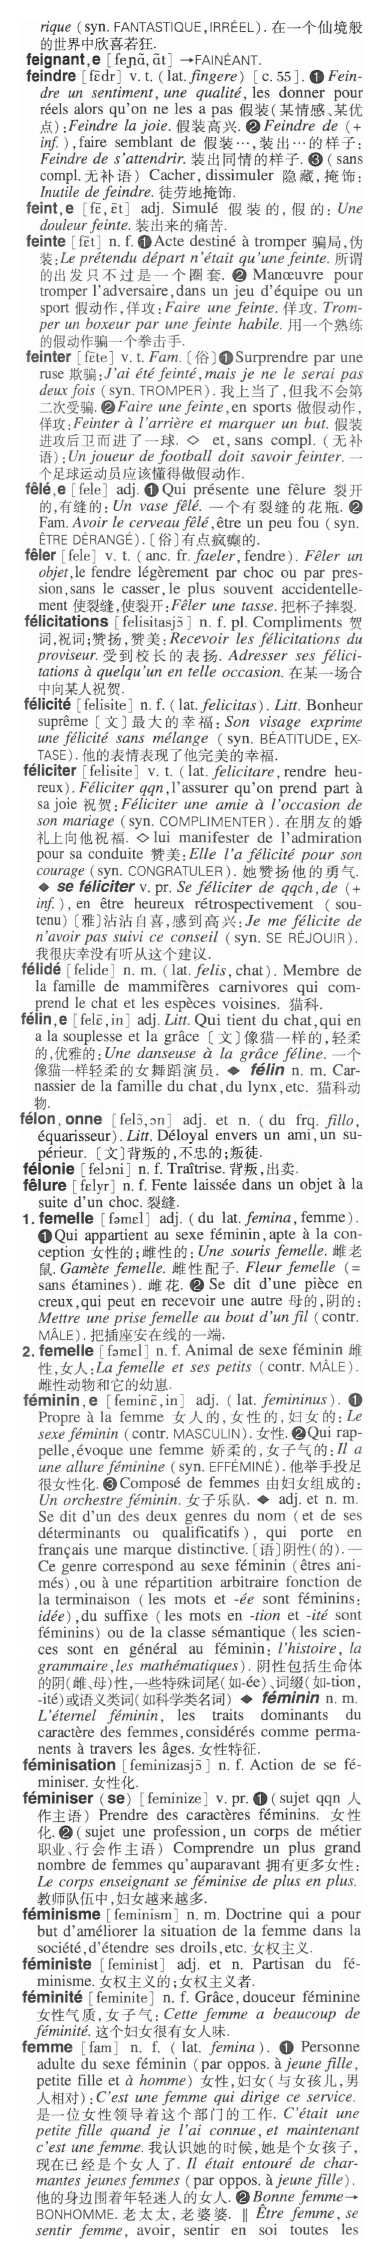 rique (syn. FANTASTIQUE, IRRÉEL). 在一个仙境般
的世界中欣喜若狂.
feignant, e [feɲɑ̃, ɑ̃t] →FAINÉANT.
feindre [fɛ̃dr] v. t. (lat. fingere) [c. 55]. ❶ Fein-
dre un sentiment, une qualité, les donner pour
réels alors qu'on ne les a pas 假装(某情感、某优
点): Feindre la joie. 假装高兴. ❷ Feindre de (+
inf.), faire semblant de 假装…, 装出…的样子:
Feindre de s'attendrir. 装出同情的样子. ❸ (sans
compl. 无补语) Cacher, dissimuler 隐藏, 掩饰:
Inutile de feindre. 徒劳地掩饰.
feint, e [fɛ̃, ɛ̃t] adj. Simulé 假装的, 假的: Une
douleur feinte. 装出来的痛苦.
feinte [fɛ̃t] n. f. ❶ Acte destiné à tromper 骗局, 伪
装: Le prétendu départ n'était qu'une feinte. 所谓
的出发只不过是一个圈套. ❷ Manœuvre pour
tromper l'adversaire, dans un jeu d'équipe ou un
sport 假动作, 佯攻: Faire une feinte. 佯攻. Trom-
per un boxeur par une feinte habile. 用一个熟练
的假动作骗一个拳击手.
feinter [fɛ̃te] v. t. Fam. [俗] ❶ Surprendre par une
ruse 欺骗: J'ai été feinté, mais je ne le serai pas
deux fois (syn. TROMPER). 我上当了, 但我不会第
二次受骗. ❷ Faire une feinte, en sports 做假动作,
佯攻: Feinter à l'arrière et marquer un but. 假装
进攻后卫而进了一球. ◇ et, sans compl. (无补
语): Un joueur de football doit savoir feinter. 一
个足球运动员应该懂得做假动作.
fêlé, e [fele] adj. ❶ Qui présente une fêlure 裂开
的, 有缝的: Un vase fêlé. 一个有裂缝的花瓶. ❷
Fam. Avoir le cerveau fêlé, être un peu fou (syn.
ÊTRE DÉRANGÉ). [俗] 有点疯癫的.
fêler [fele] v. t. (anc. fr. faeler, fendre). Fêler un
objet, le fendre légèrement par choc ou par pres-
sion, sans le casser, le plus souvent accidentelle-
ment 使裂缝, 使裂开: Fêler une tasse. 把杯子摔裂.
félicitations [felisitasjɔ̃] n. f. pl. Compliments 贺
词, 祝词; 赞扬, 赞美: Recevoir les félicitations du
proviseur. 受到校长的表扬. Adresser ses félici-
tations à quelqu'un en telle occasion. 在某一场合
中向某人祝贺.
félicité [felisite] n. f. (lat. felicitas). Litt. Bonheur
suprême [文] 最大的幸福: Son visage exprime
une félicité sans mélange (syn. BÉATITUDE, EX-
TASE). 他的表情表现了他完美的幸福.
féliciter [felisite] v. t. (lat. felicitare, rendre heu-
reux). Féliciter qqn, l'assurer qu'on prend part à
sa joie 祝贺: Féliciter une amie à l'occasion de
son mariage (syn. COMPLIMENTER). 在朋友的婚
礼上向他祝福. ◇ lui manifester de l'admiration
pour sa conduite 赞美: Elle l'a félicité pour son
courage (syn. CONGRATULER). 她赞扬他的勇气.
◆ se féliciter v. pr. Se féliciter de qqch, de (+
inf.), en être heureux rétrospectivement (sou-
tenu) [雅] 沾沾自喜, 感到高兴: Je me félicite de
n'avoir pas suivi ce conseil (syn. SE RÉJOUIR).
我很庆幸没有听从这个建议.
félidé [felide] n. m. (lat. felis, chat). Membre de
la famille de mammifères carnivores qui com-
prend le chat et les espèces voisines. 猫科.
félin, e [felɛ̃, in] adj. Litt. Qui tient du chat, qui en
a la souplesse et la grâce [文] 像猫一样的, 轻柔
的, 优雅的: Une danseuse à la grâce féline. 一个
像猫一样轻柔的女舞蹈演员. ◆ félin n. m. Car-
nassier de la famille du chat, du lynx, etc. 猫科动
物.
félon, onne [felɔ̃, ɔn] adj. et n. (du frq. fillo,
équarisseur). Litt. Déloyal envers un ami, un su-
périeur. [文] 背叛的, 不忠的; 叛徒.
félonie [feloni] n. f. Traîtrise. 背叛, 出卖.
fêlure [felyr] n. f. Fente laissée dans un objet à la
suite d'un choc. 裂缝.
1. femelle [fəmɛl] adj. (du lat. femina, femme).
❶ Qui appartient au sexe féminin, apte à la con-
ception 女性的; 雌性的: Une souris femelle. 雌老
鼠. Gamète femelle. 雌性配子. Fleur femelle (=
sans étamines). 雌花. ❷ Se dit d'une pièce en
creux, qui peut en recevoir une autre 母的, 阴的:
Mettre une prise femelle au bout d'un fil (contr.
MÂLE). 把插座安在线的一端.
2. femelle [fəmɛl] n. f. Animal de sexe féminin 雌
性, 女人: La femelle et ses petits (contr. MÂLE).
雌性动物和它的幼崽.
féminin, e [feminɛ̃, in] adj. (lat. femininus). ❶
Propre à la femme 女人的, 女性的, 妇女的: Le
sexe féminin (contr. MASCULIN). 女性. ❷ Qui rap-
pelle, évoque une femme 娇柔的, 女子气的: Il a
une allure féminine (syn. EFFÉMINÉ). 他举手投足
很女性化. ❸ Composé de femmes 由妇女组成的:
Un orchestre féminin. 女子乐队. ◆ adj. et n. m.
Se dit d'un des deux genres du nom (et de ses
déterminants ou qualificatifs), qui porte en
français une marque distinctive. [语] 阴性(的). —
Ce genre correspond au sexe féminin (êtres ani-
més), ou à une répartition arbitraire fonction de
la terminaison (les mots et -ée sont féminins:
idée), du suffixe (les mots en -tion et -ité sont
féminins) ou de la classe sémantique (les scien-
ces sont en général au féminin: l'histoire, la
grammaire, les mathématiques). 阴性包括生命体
的阴(雌、母)性, 一些特殊词尾(如-ée)、词缀(如-tion,
-ité)或语义类词(如科学类名词) ◆ féminin n. m.
L'éternel féminin, les traits dominants du
caractère des femmes, considérés comme perma-
nents à travers les âges. 女性特征.
féminisation [feminizasjɔ̃] n. f. Action de se fé-
miniser. 女性化.
féminiser (se) [feminize] v. pr. ❶ (sujet qqn 人
作主语) Prendre des caractères féminins. 女性
化. ❷ (sujet une profession, un corps de métier
职业、行会作主语) Comprendre un plus grand
nombre de femmes qu'auparavant 拥有更多女性:
Le corps enseignant se féminise de plus en plus.
教师队伍中, 妇女越来越多.
féminisme [feminism] n. m. Doctrine qui a pour
but d'améliorer la situation de la femme dans la
société, d'étendre ses droils, etc. 女权主义.
féministe [feminist] adj. et n. Partisan du fé-
minisme. 女权主义的; 女权主义者.
féminité [feminite] n. f. Grâce, douceur féminine
女性气质, 女子气: Cette femme a beaucoup de
féminité. 这个妇女很有女人味.
femme [fam] n. f. (lat. femina). ❶ Personne
adulte du sexe féminin (par oppos. à jeune fille,
petite fille et à homme) 女性, 妇女(与女孩儿, 男
人相对): C'est une femme qui dirige ce service.
是一位女性领导着这个部门的工作. C'était une
petite fille quand je l'ai connue, et maintenant
c'est une femme. 我认识她的时候, 她是个女孩子,
现在已经是个女人了. Il était entouré de char-
mantes jeunes femmes (par oppos. à jeune fille).
他的身边围着年轻迷人的女人. ❷ Bonne femme→
BONHOMME. 老太太, 老婆婆. ‖ Être femme, se
sentir femme, avoir, sentir en soi toutes les